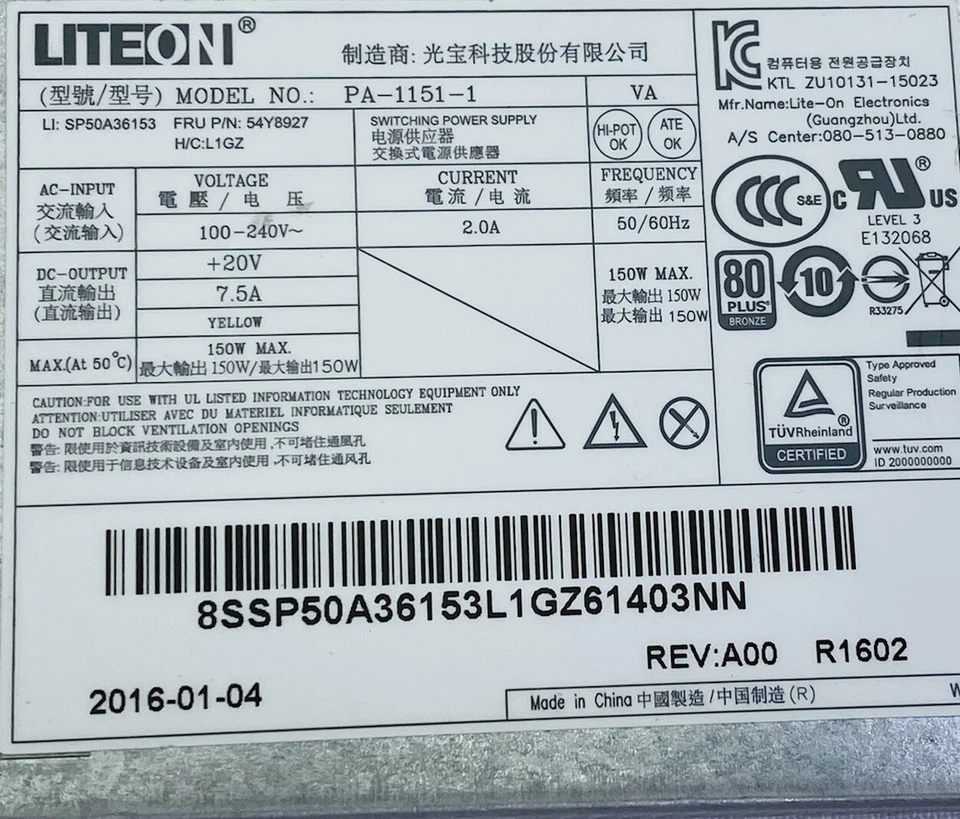 LITEON®
制造商: 光宝科技股份有限公司
(型號/型号) MODEL NO.: PA-1151-1 VA
LI: SP50A36153 FRU P/N: 54Y8927
H/C:L1GZ
SWITCHING POWER SUPPLY
电源供应器
交換式電源供應器
HI-POT OK
ATE OK
AC-INPUT
交流輸入
(交流输入)
VOLTAGE
電 壓 / 电 压
100-240V~
CURRENT
電 流 / 电 流
2.0A
FREQUENCY
頻率 / 频率
50/60Hz
DC-OUTPUT
直流輸出
(直流输出)
+20V
7.5A
YELLOW
150W MAX.
最大輸出 150W
最大输出 150W
MAX.(At 50℃)
150W MAX.
最大輸出 150W/最大输出150W
CAUTION:FOR USE WITH UL LISTED INFORMATION TECHNOLOGY EQUIPMENT ONLY
ATTENTION:UTILISER AVEC DU MATERIEL INFORMATIQUE SEULEMENT
DO NOT BLOCK VENTILATION OPENINGS
警告: 限使用於資訊技術設備及室内使用 ,不可堵住通風孔
警告: 限使用于信息技术设备及室内使用 ,不可堵住通风孔
KC
컴퓨터용 전원공급장치
KTL ZU10131-15023
Mfr.Name:Lite-On Electronics
(Guangzhou)Ltd.
A/S Center:080-513-0880
CCC S&E
C RU® US
LEVEL 3
E132068
80
PLUS®
BRONZE
10
R33275
TÜVRheinland®
CERTIFIED
Type Approved
Safety
Regular Production
Surveillance
www.tuv.com
ID 2000000000
8SSP50A36153L1GZ61403NN
REV:A00 R1602
2016-01-04
Made in China 中國製造/中国制造(R)